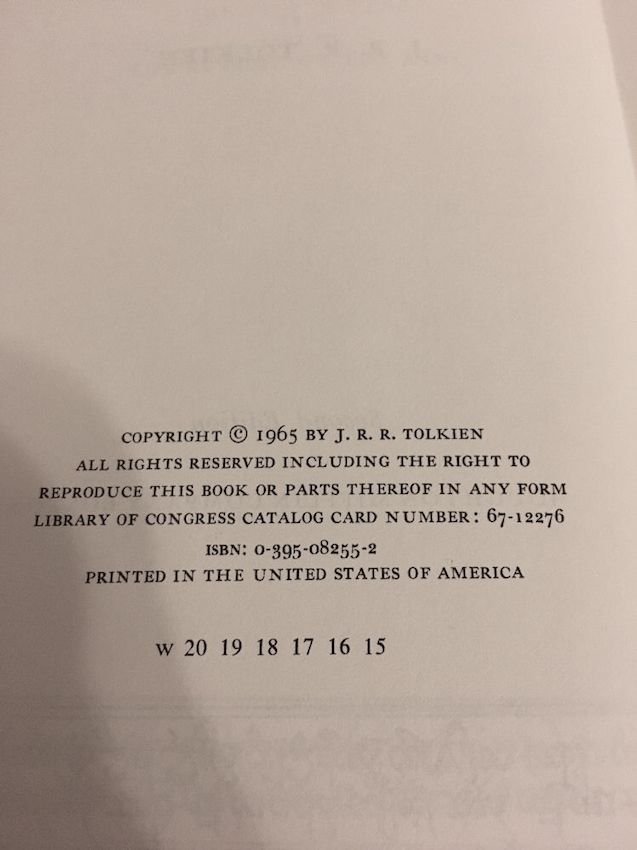 COPYRIGHT © 1965 BY J. R. R. TOLKIEN
ALL RIGHTS RESERVED INCLUDING THE RIGHT TO
REPRODUCE THIS BOOK OR PARTS THEREOF IN ANY FORM
LIBRARY OF CONGRESS CATALOG CARD NUMBER: 67-12276
ISBN: 0-395-08255-2
PRINTED IN THE UNITED STATES OF AMERICA
W 20 19 18 17 16 15